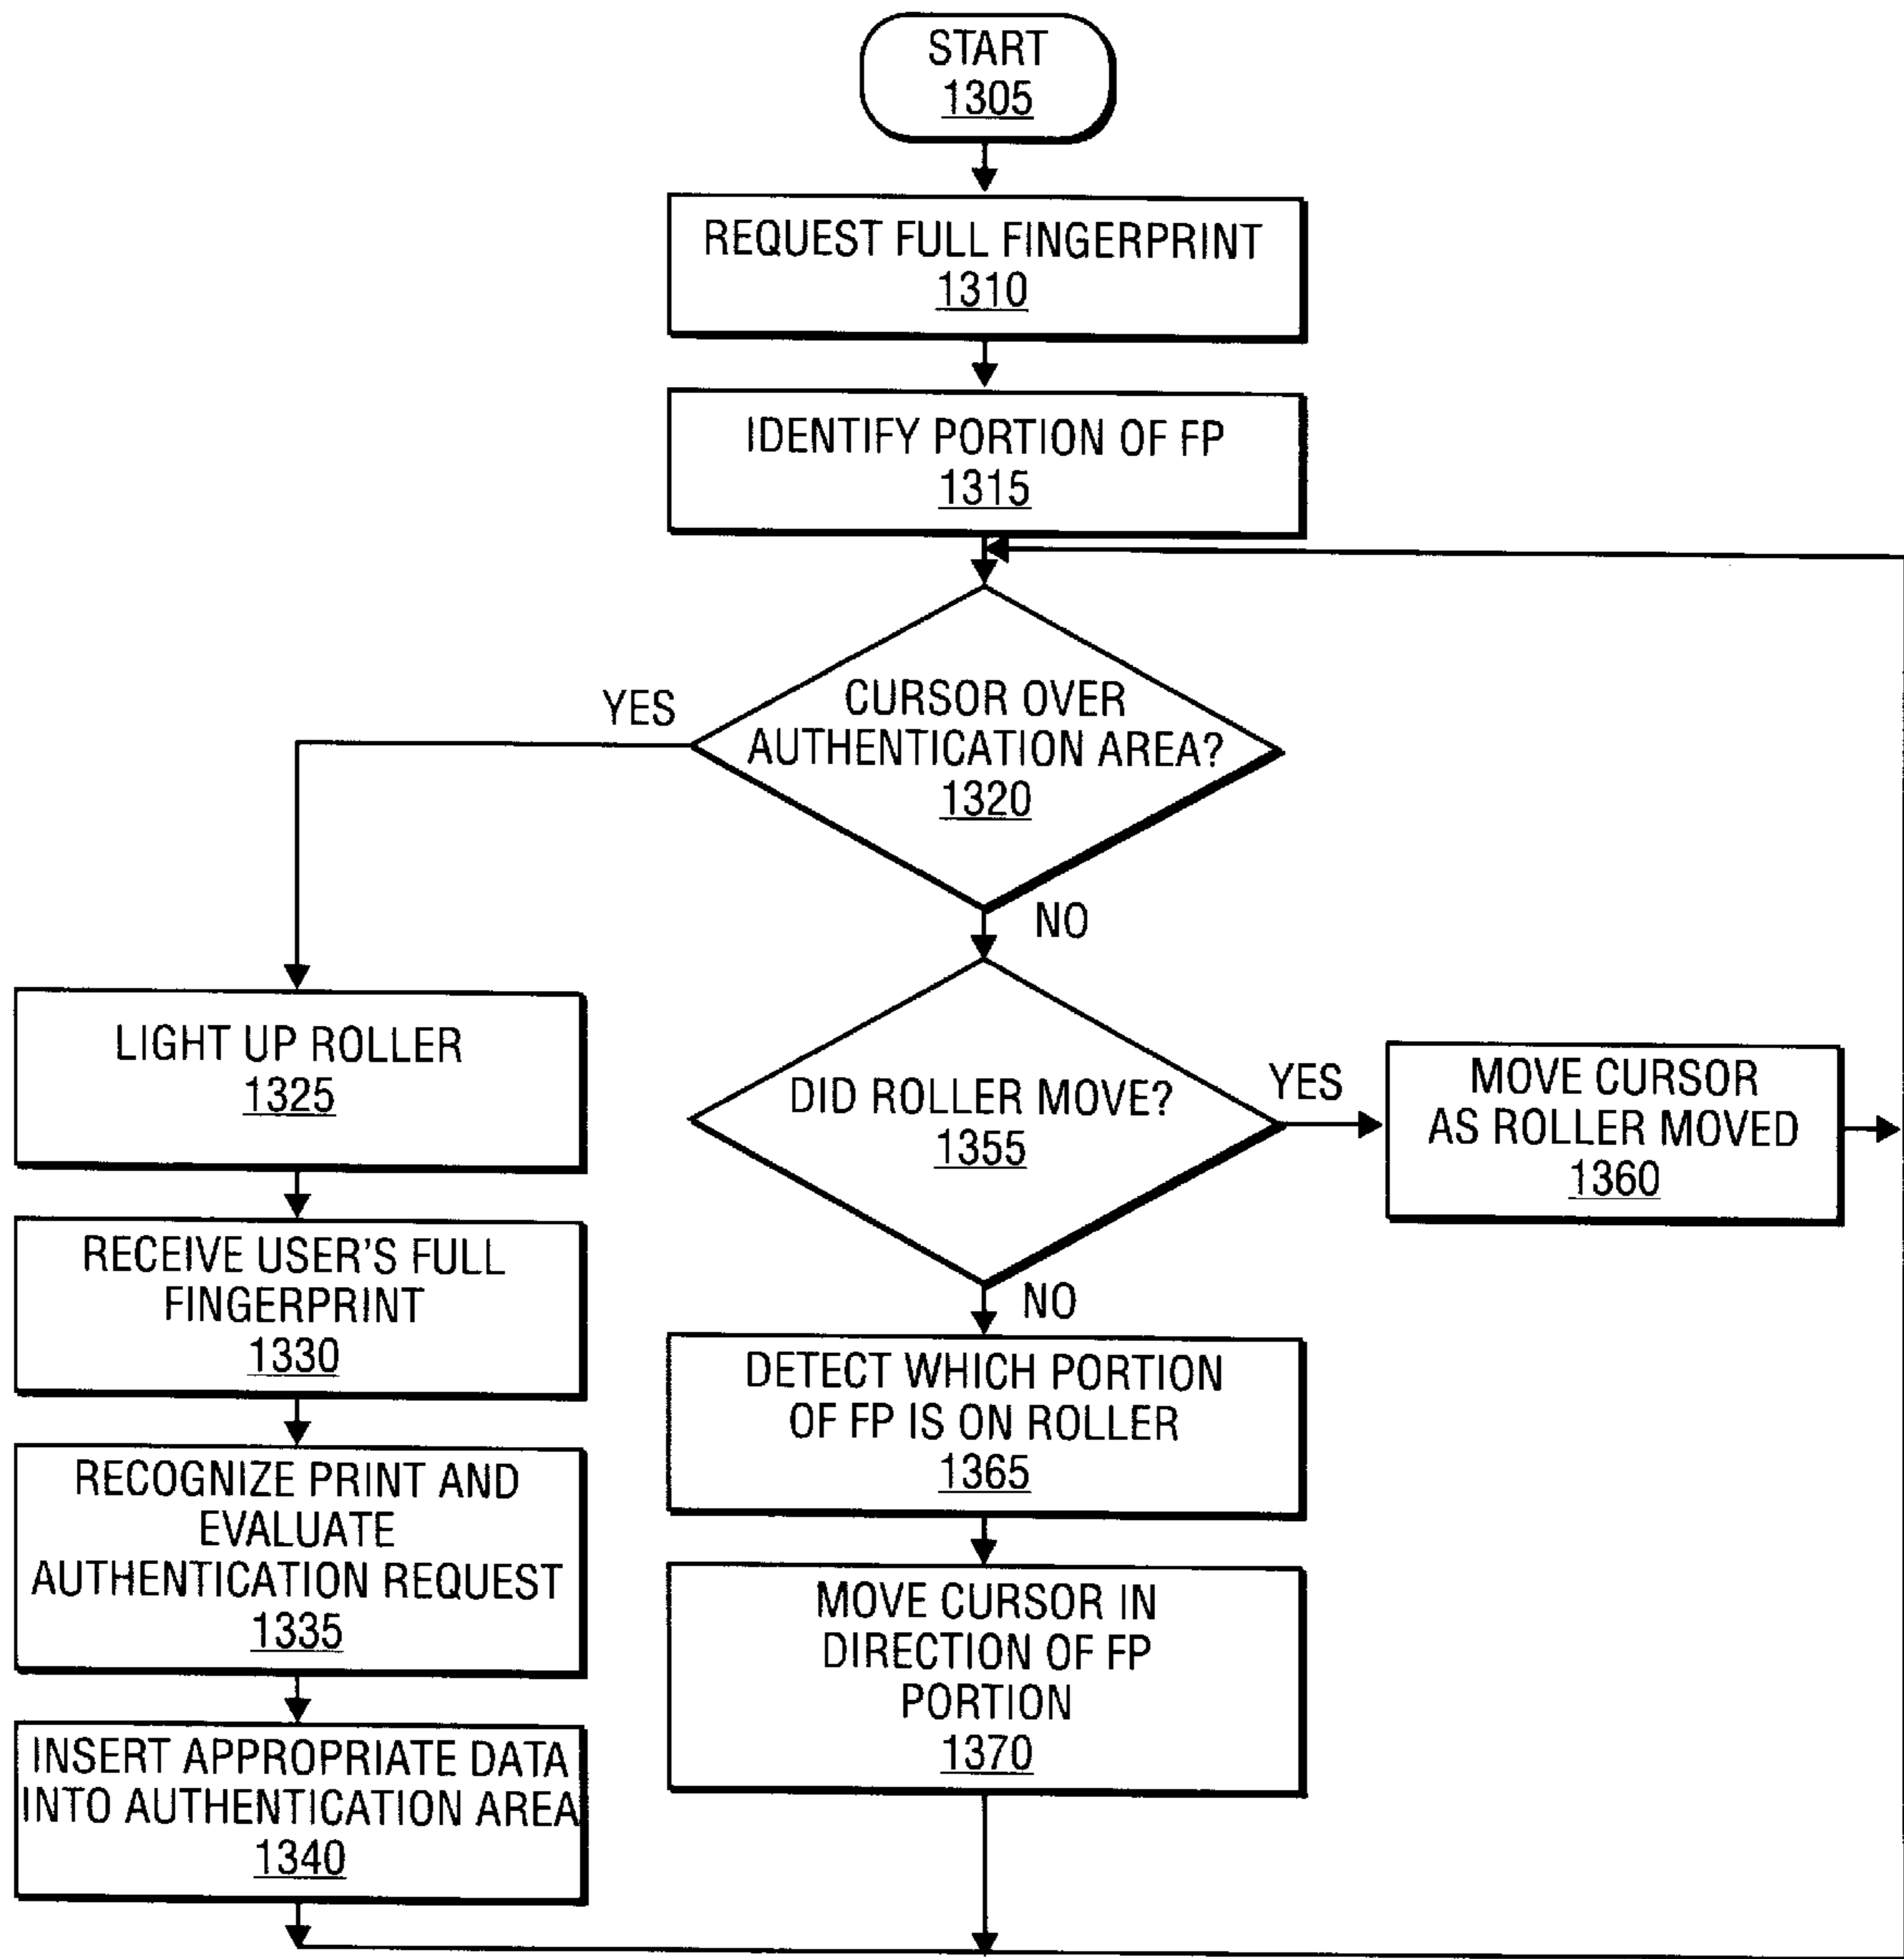 START
1305
REQUEST FULL FINGERPRINT
1310
IDENTIFY PORTION OF FP
1315
CURSOR OVER
AUTHENTICATION AREA?
1320
YES
NO
LIGHT UP ROLLER
1325
RECEIVE USER'S FULL
FINGERPRINT
1330
RECOGNIZE PRINT AND
EVALUATE
AUTHENTICATION REQUEST
1335
INSERT APPROPRIATE DATA
INTO AUTHENTICATION AREA
1340
DID ROLLER MOVE?
1355
YES
MOVE CURSOR
AS ROLLER MOVED
1360
NO
DETECT WHICH PORTION
OF FP IS ON ROLLER
1365
MOVE CURSOR IN
DIRECTION OF FP
PORTION
1370